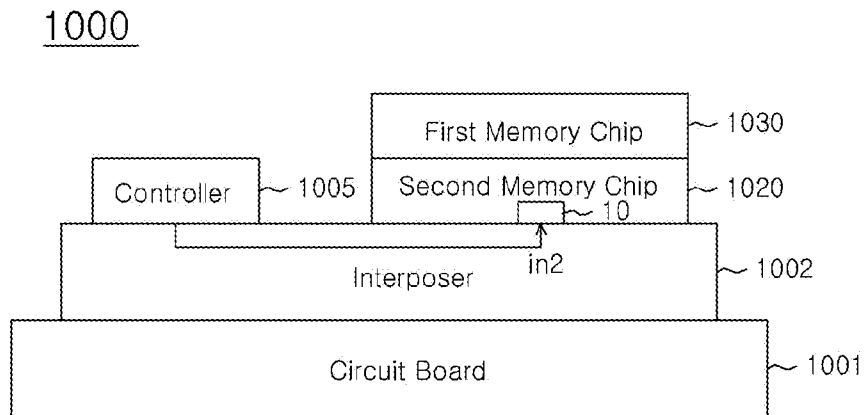 1000
First Memory Chip
1030
Controller
1005
Second Memory Chip
1020
10
in2
Interposer
1002
Circuit Board
1001